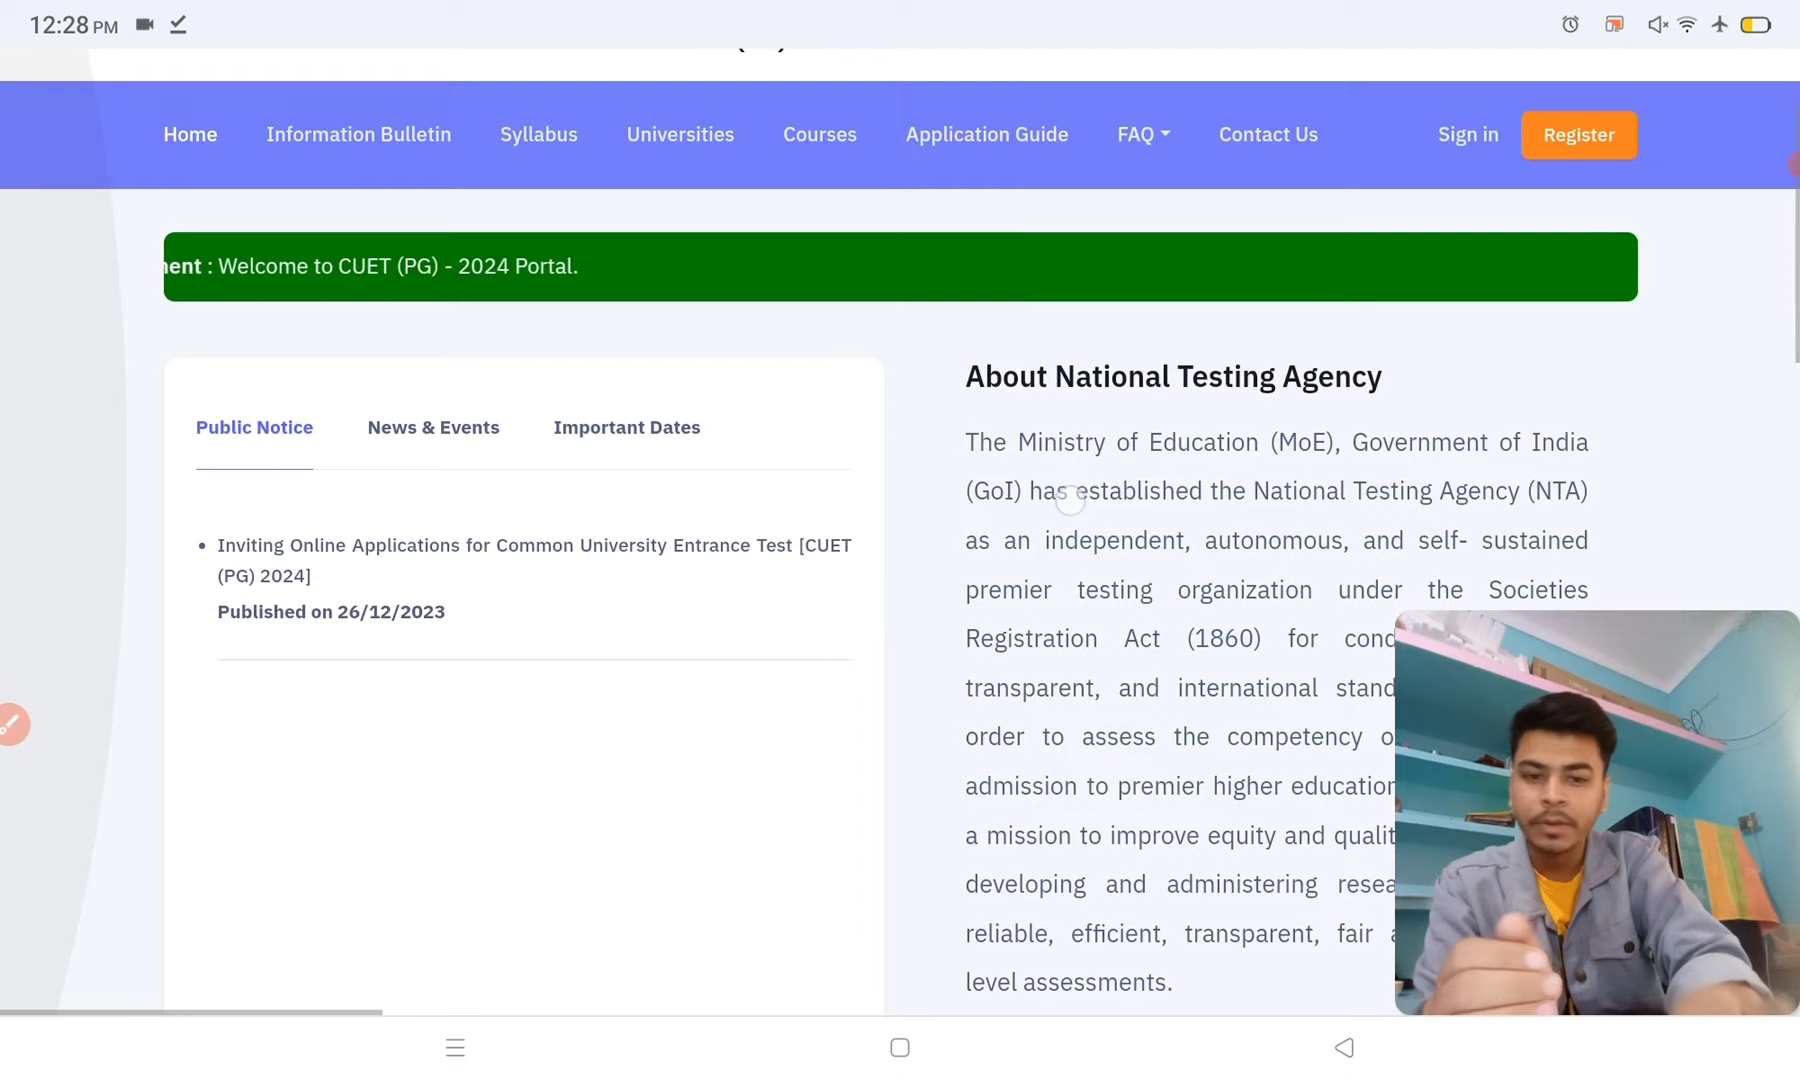 12:28 PM
Home Information Bulletin Syllabus Universities Courses Application Guide FAQ Contact Us Sign in Register
ent : Welcome to CUET (PG) - 2024 Portal.
Public Notice News & Events Important Dates
Inviting Online Applications for Common University Entrance Test [CUET
(PG) 2024]
Published on 26/12/2023
About National Testing Agency
The Ministry of Education (MoE), Government of India
(GoI) has established the National Testing Agency (NTA)
as an independent, autonomous, and self- sustained
premier testing organization under the Societies
Registration Act (1860) for cond
transparent, and international stand
order to assess the competency o
admission to premier higher education
a mission to improve equity and qualit
developing and administering resea
reliable, efficient, transparent, fair a
level assessments.